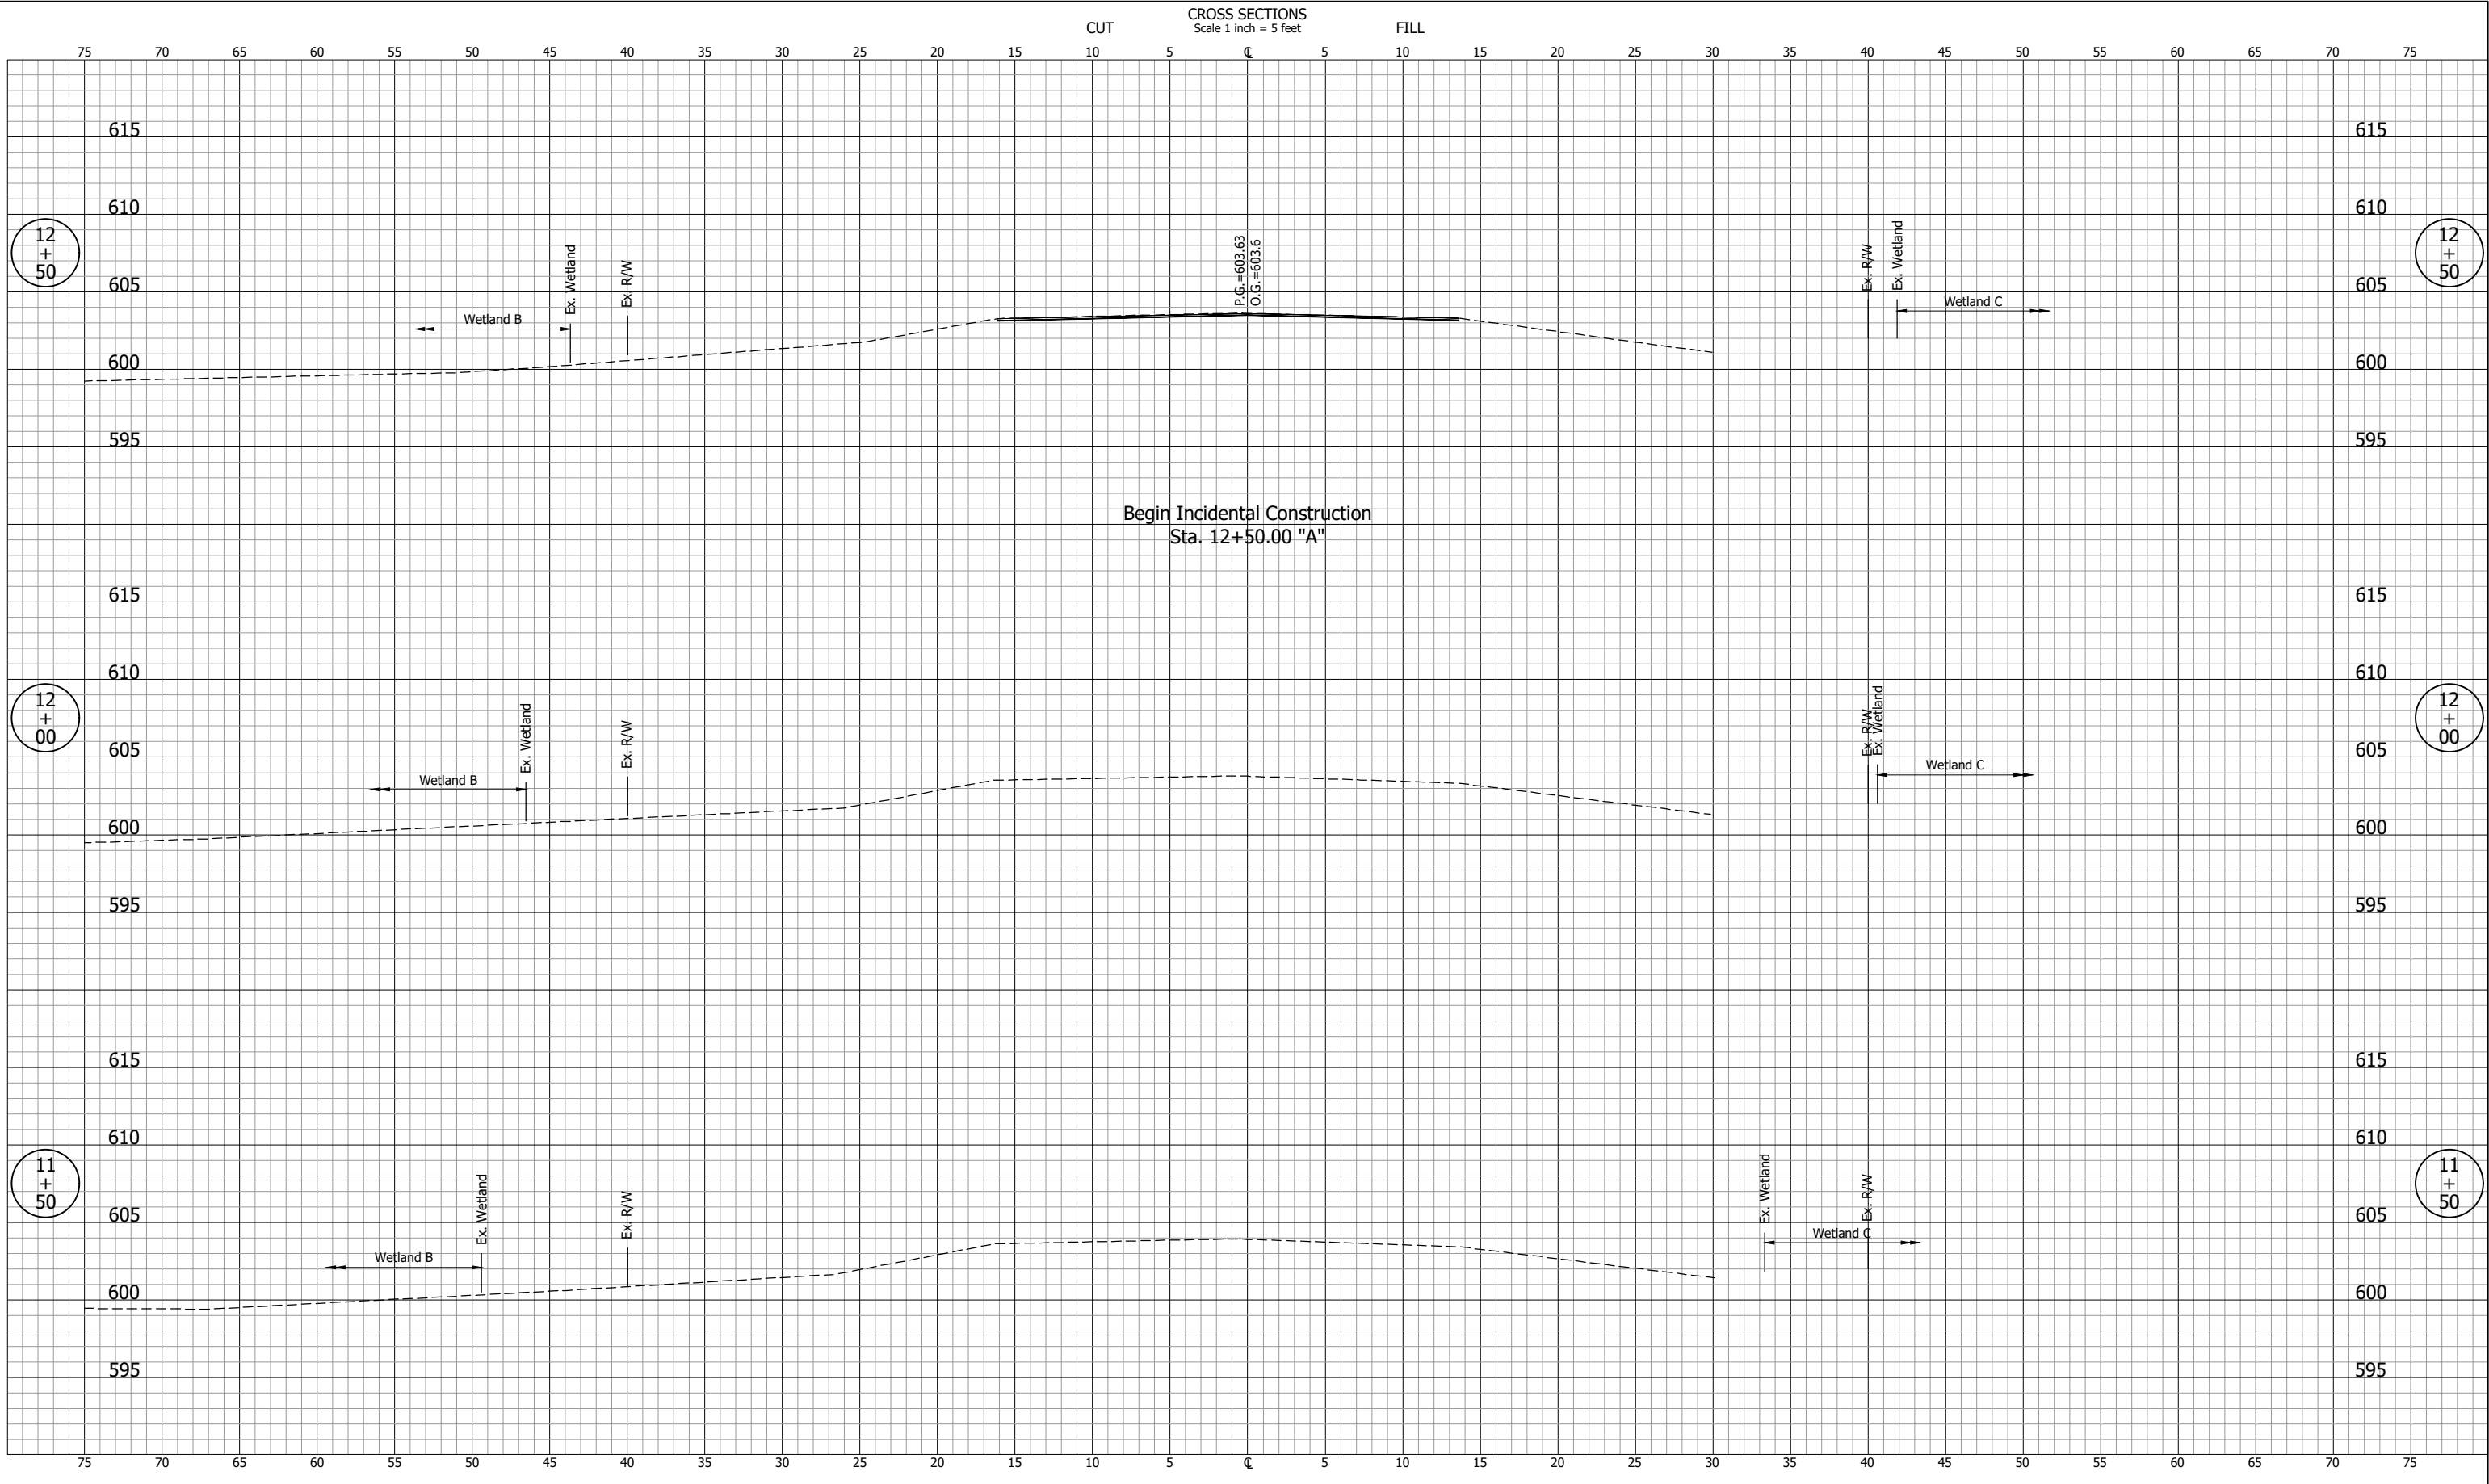 CROSS SECTIONS
CUT Scale 1 inch = 5 feet FILL
75 70 65 60 55 50 45 40 35 30 25 20 15 10 5 ℄ 5 10 15 20 25 30 35 40 45 50 55 60 65 70 75
615 615
610 610
12 + 50
12 + 50
Ex. Wetland
Ex. R/W
P.G.=603.63
O.G.=603.6
Ex. R/W
Ex. Wetland
605 605
Wetland B
Wetland C
600 600
595 595
Begin Incidental Construction
Sta. 12+50.00 "A"
615 615
610 610
12 + 00
12 + 00
Ex. Wetland
Ex. R/W
Ex. R/W
Ex. Wetland
605 605
Wetland B
Wetland C
600 600
595 595
615 615
610 610
11 + 50
11 + 50
Ex. Wetland
Ex. R/W
Ex. Wetland
Ex. R/W
605 605
Wetland B
Wetland C
600 600
595 595
75 70 65 60 55 50 45 40 35 30 25 20 15 10 5 ℄ 5 10 15 20 25 30 35 40 45 50 55 60 65 70 75